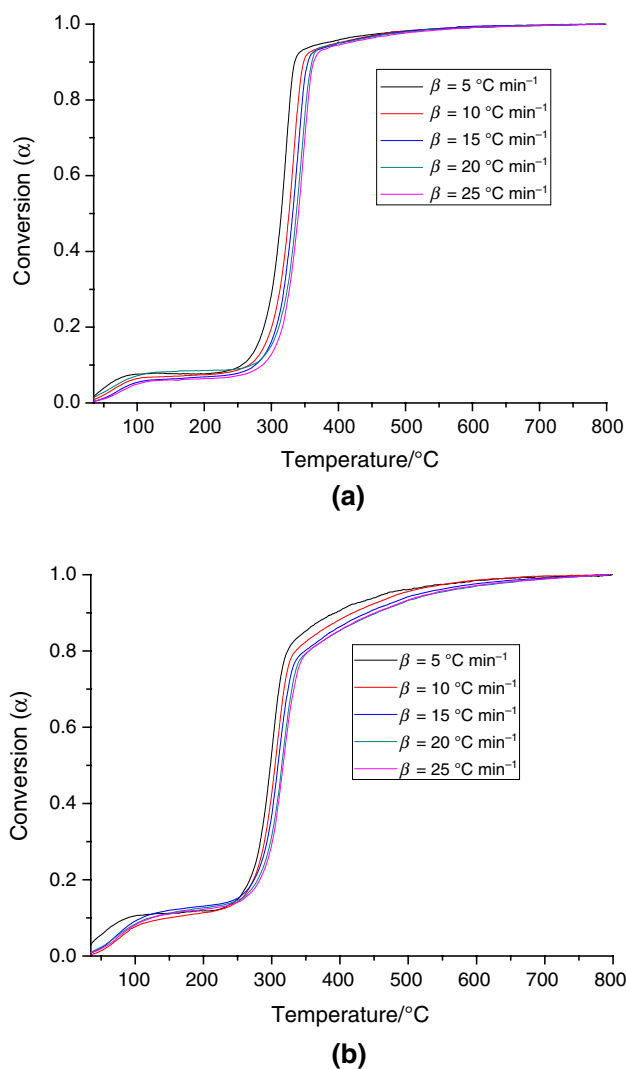 1.0
0.8
0.6
0.4
0.2
0.0
Conversion (α)
β = 5 °C min⁻¹
β = 10 °C min⁻¹
β = 15 °C min⁻¹
β = 20 °C min⁻¹
β = 25 °C min⁻¹
100 200 300 400 500 600 700 800
Temperature/°C
(a)
1.0
0.8
0.6
0.4
0.2
0.0
Conversion (α)
β = 5 °C min⁻¹
β = 10 °C min⁻¹
β = 15 °C min⁻¹
β = 20 °C min⁻¹
β = 25 °C min⁻¹
100 200 300 400 500 600 700 800
Temperature/°C
(b)